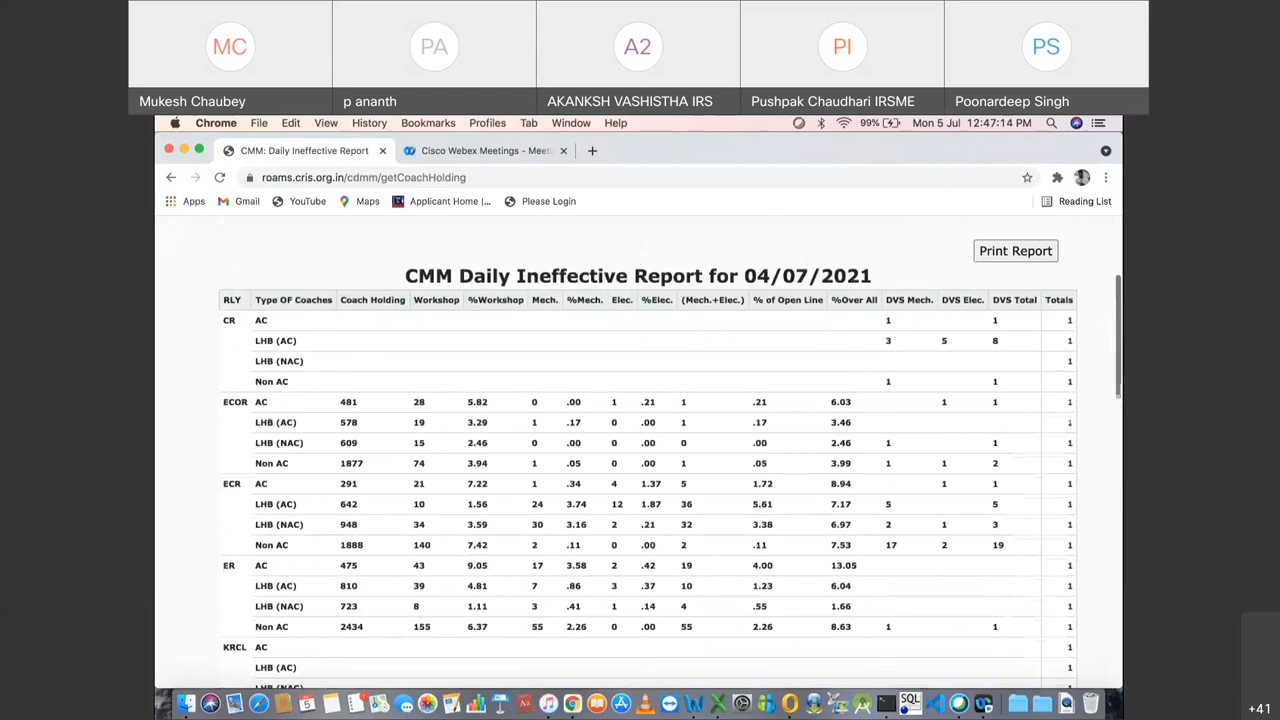 MC PA A2 PI PS
Mukesh Chaubey p ananth AKANKSH VASHISTHA IRS Pushpak Chaudhari IRSME Poonardeep Singh
Chrome File Edit View History Bookmarks Profiles Tab Window Help 99% Mon 5 Jul 12:47:14 PM
CMM: Daily Ineffective Report Cisco Webex Meetings - Meet
roams.cris.org.in/cdmm/getCoachHolding
Apps Gmail YouTube Maps Applicant Home |... Please Login Reading List
Print Report
CMM Daily Ineffective Report for 04/07/2021
RLY Type OF Coaches Coach Holding Workshop %Workshop Mech. %Mech. Elec. %Elec. (Mech.+Elec.) % of Open Line %Over All DVS Mech. DVS Elec. DVS Total Totals
CR AC 1 1 1
LHB (AC) 3 5 8 1
LHB (NAC) 1
Non AC 1 1 1
ECOR AC 481 28 5.82 0 .00 1 .21 1 .21 6.03 1 1 1
LHB (AC) 578 19 3.29 1 .17 0 .00 1 .17 3.46 1
LHB (NAC) 609 15 2.46 0 .00 0 .00 0 .00 2.46 1 1 1
Non AC 1877 74 3.94 1 .05 0 .00 1 .05 3.99 1 1 2 1
ECR AC 291 21 7.22 1 .34 4 1.37 5 1.72 8.94 1 1 1
LHB (AC) 642 10 1.56 24 3.74 12 1.87 36 5.61 7.17 5 5 1
LHB (NAC) 948 34 3.59 30 3.16 2 .21 32 3.38 6.97 2 1 3 1
Non AC 1888 140 7.42 2 .11 0 .00 2 .11 7.53 17 2 19 1
ER AC 475 43 9.05 17 3.58 2 .42 19 4.00 13.05 1
LHB (AC) 810 39 4.81 7 .86 3 .37 10 1.23 6.04 1
LHB (NAC) 723 8 1.11 3 .41 1 .14 4 .55 1.66 1
Non AC 2434 155 6.37 55 2.26 0 .00 55 2.26 8.63 1 1 1
KRCL AC 1
LHB (AC) 1
SQL
+41